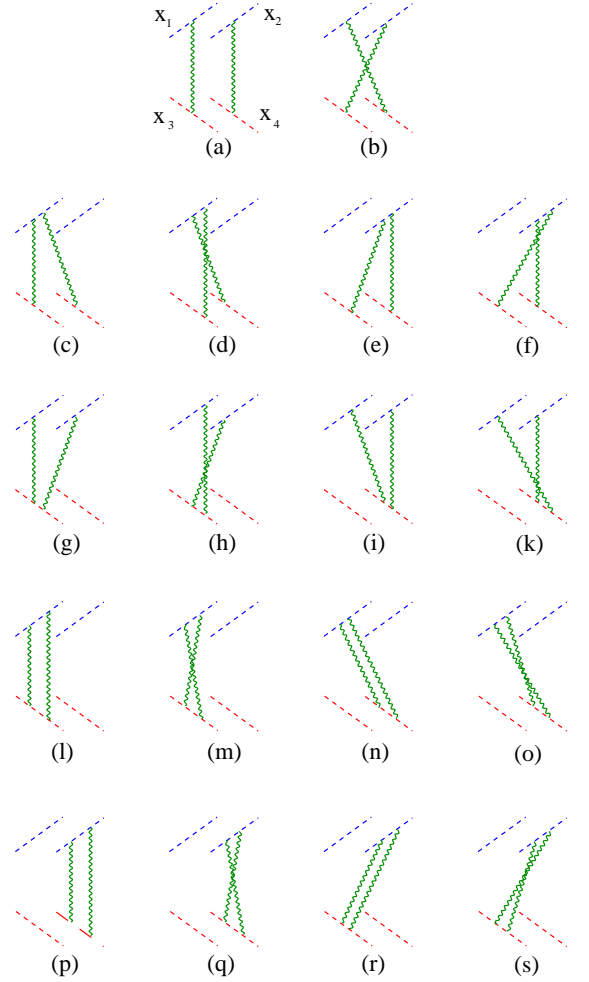 x₁ x₂
x₃ x₄
(a) (b)
(c) (d) (e) (f)
(g) (h) (i) (k)
(l) (m) (n) (o)
(p) (q) (r) (s)